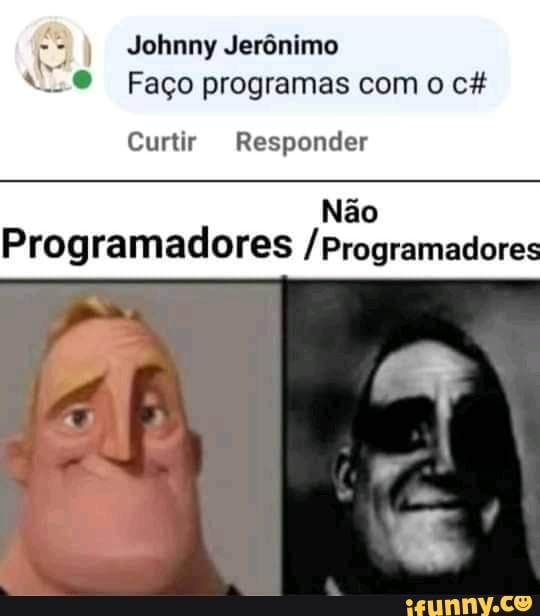 Johnny Jerônimo
Faço programas com o c#
Curtir Responder
Não
Programadores /Programadores
ifunny.co